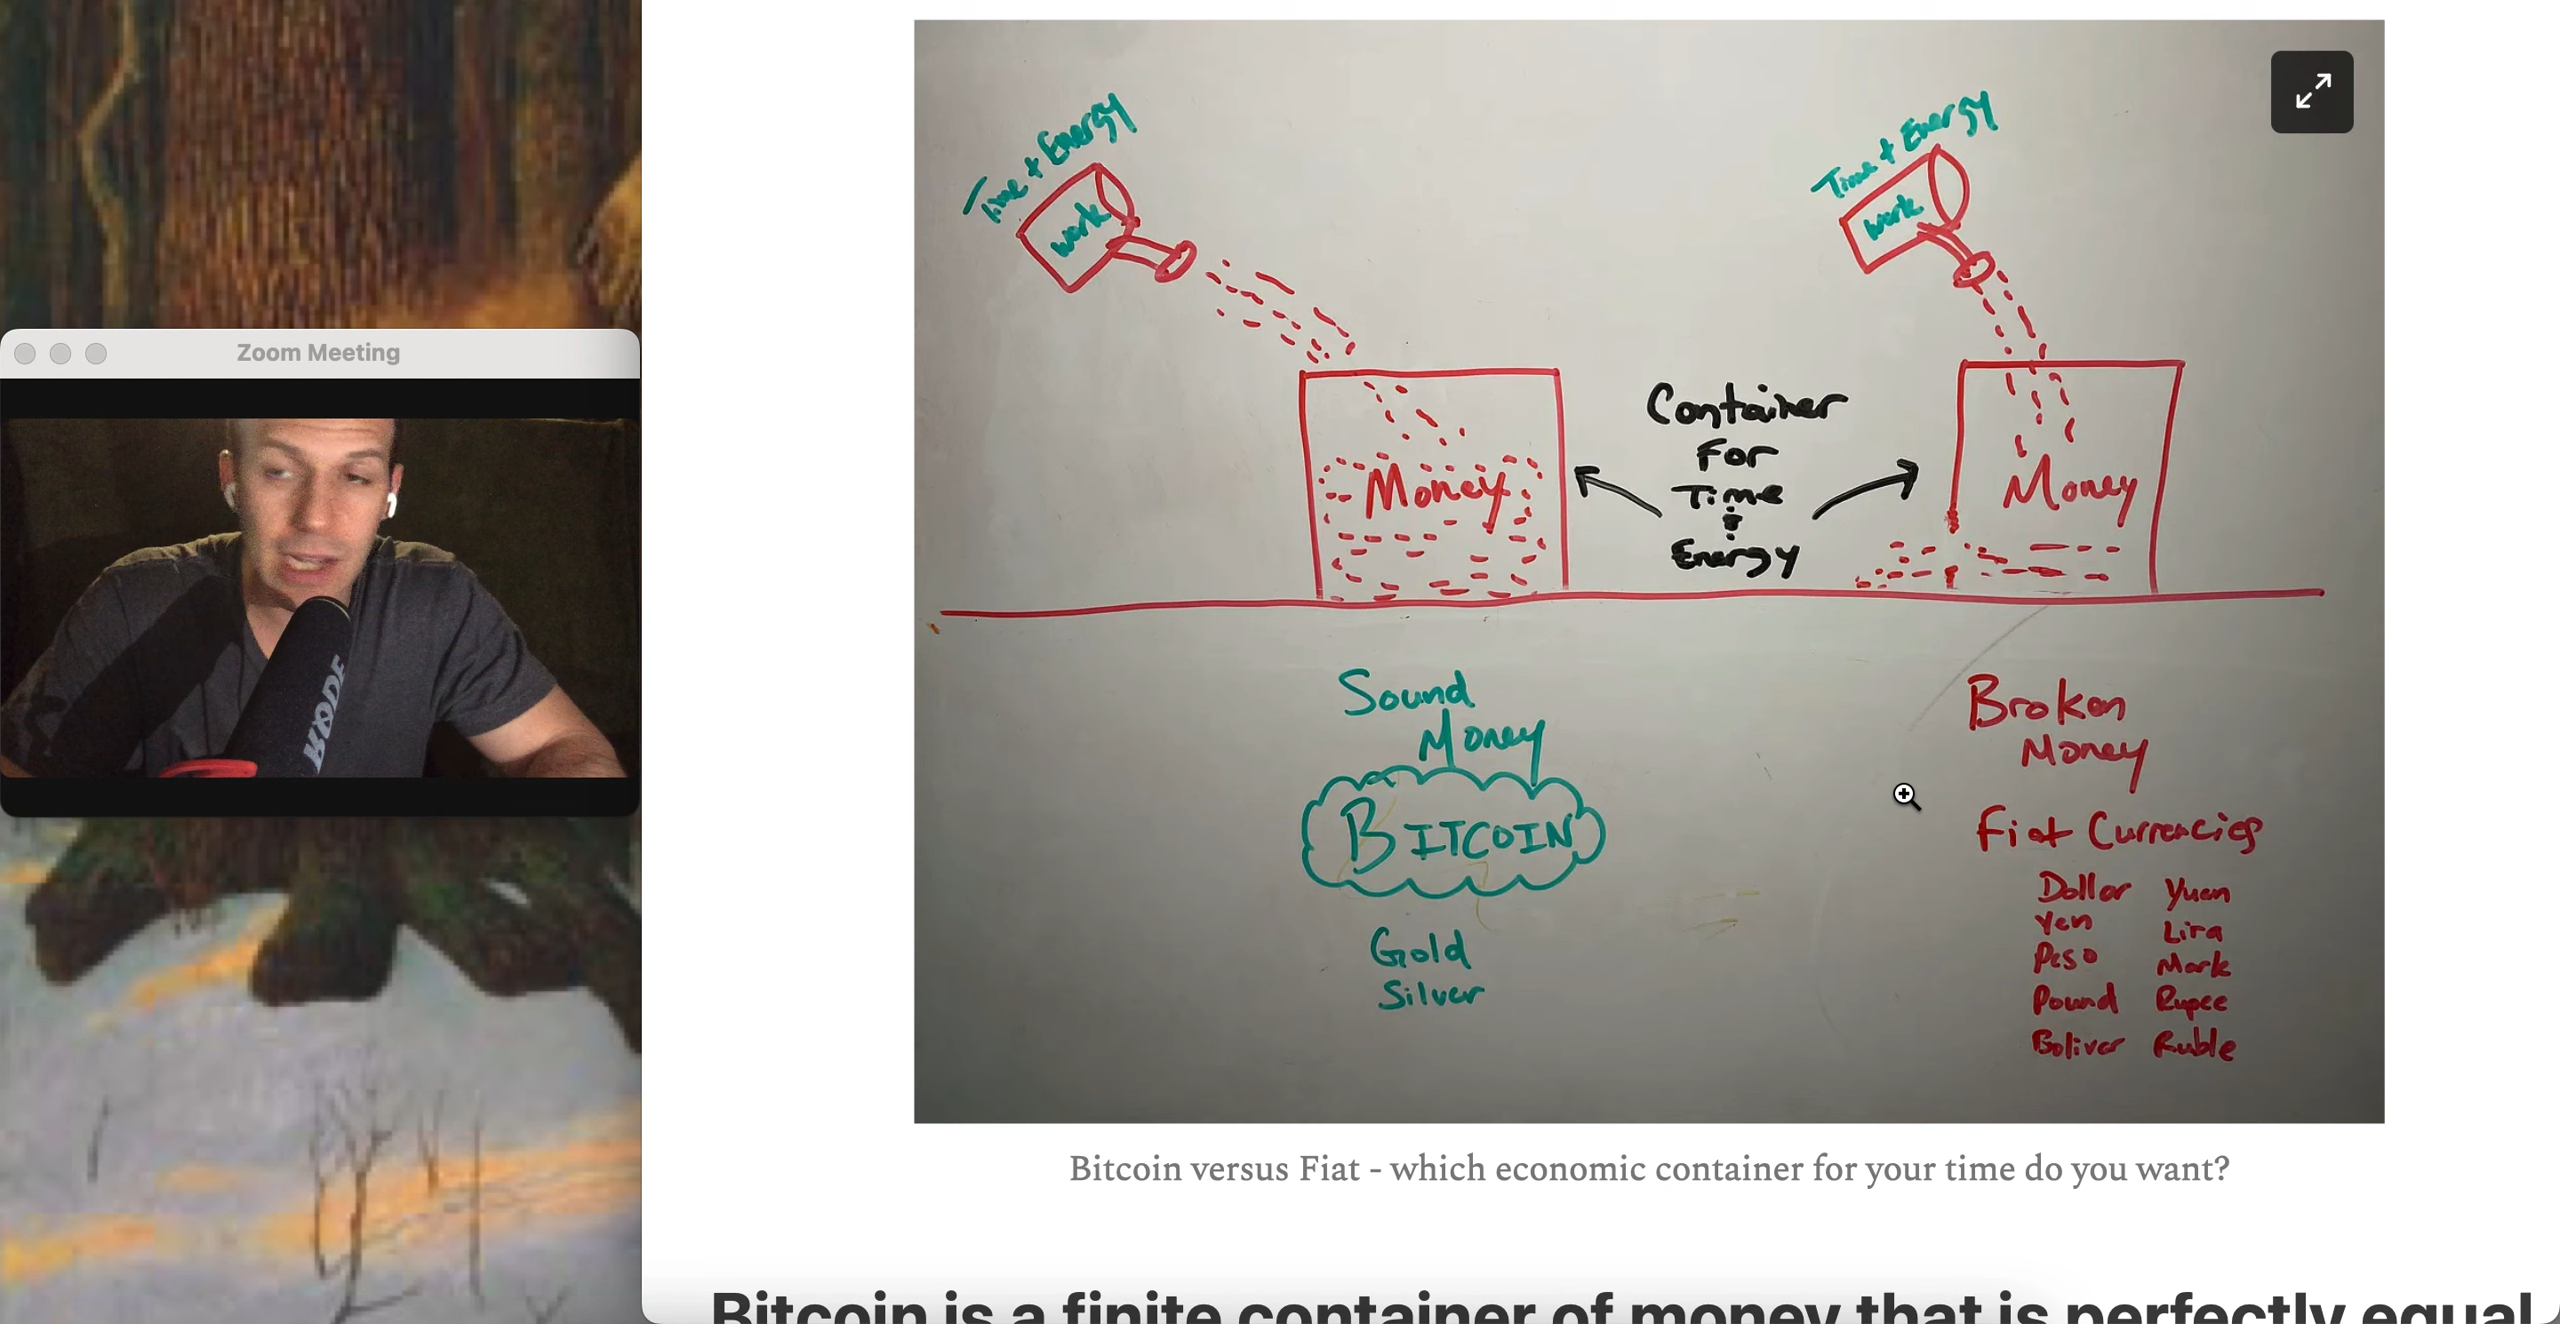 Zoom Meeting
RODE
Time + Energy
work
Time + Energy
work
Money
Container
For
Time
&
Energy
Money
Sound
Money
BITCOIN
Gold
Silver
Broken
Money
Fiat Currencies
Dollar Yuan
Yen Lira
Peso Mark
Pound Rupee
Bolivar Ruble
Bitcoin versus Fiat - which economic container for your time do you want?
Bitcoin is a finite container of money that is perfectly equal